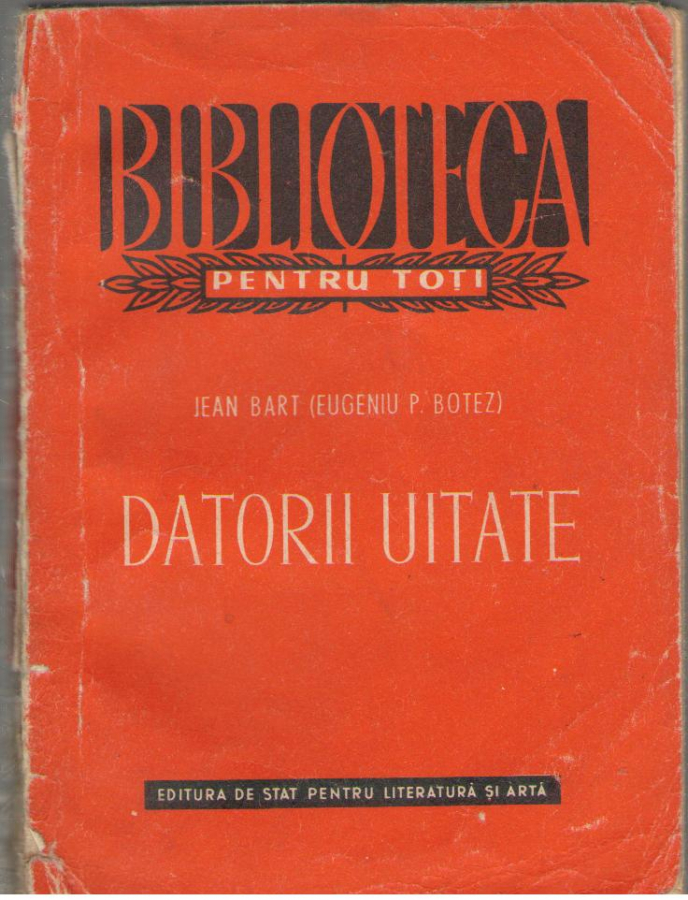 BIBLIOTECA
PENTRU TOȚI
JEAN BART (EUGENIU P. BOTEZ)
DATORII UITATE
EDITURA DE STAT PENTRU LITERATURĂ ȘI ARTĂ